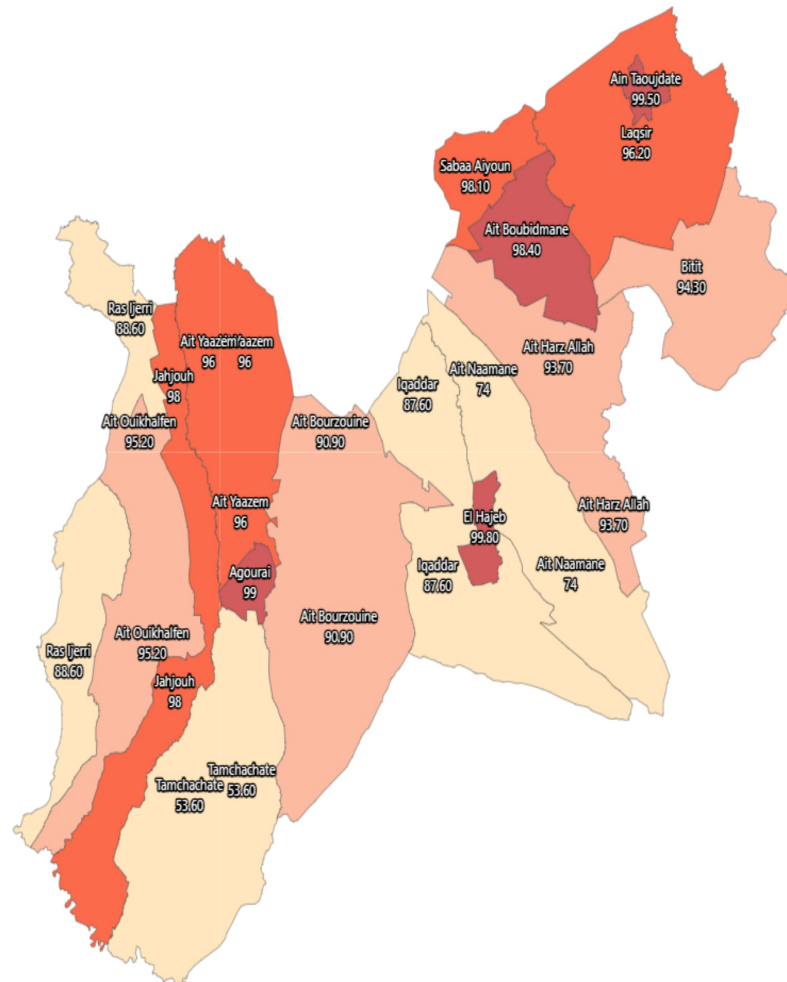 Ain Taoujdate
99.50
Laqsir
96.20
Sabaa Aiyoun
98.10
Ait Boubidmane
98.40
Bitit
94.30
Ras Ijerri
88.60
Ait Yaazem
96
Yaazem
96
Ait Harz Allah
93.70
Ait Naamane
74
Jahjouh
98
Iqaddar
87.60
Ait Ouikhalfen
95.20
Ait Bourzouine
90.90
Ait Yaazem
96
Ait Harz Allah
93.70
El Hajeb
99.80
Agourai
99
Iqaddar
87.60
Ait Naamane
74
Ait Bourzouine
90.90
Ait Ouikhalfen
95.20
Ras Ijerri
88.60
Jahjouh
98
Tamchachate
53.60
Tamchachate
53.60